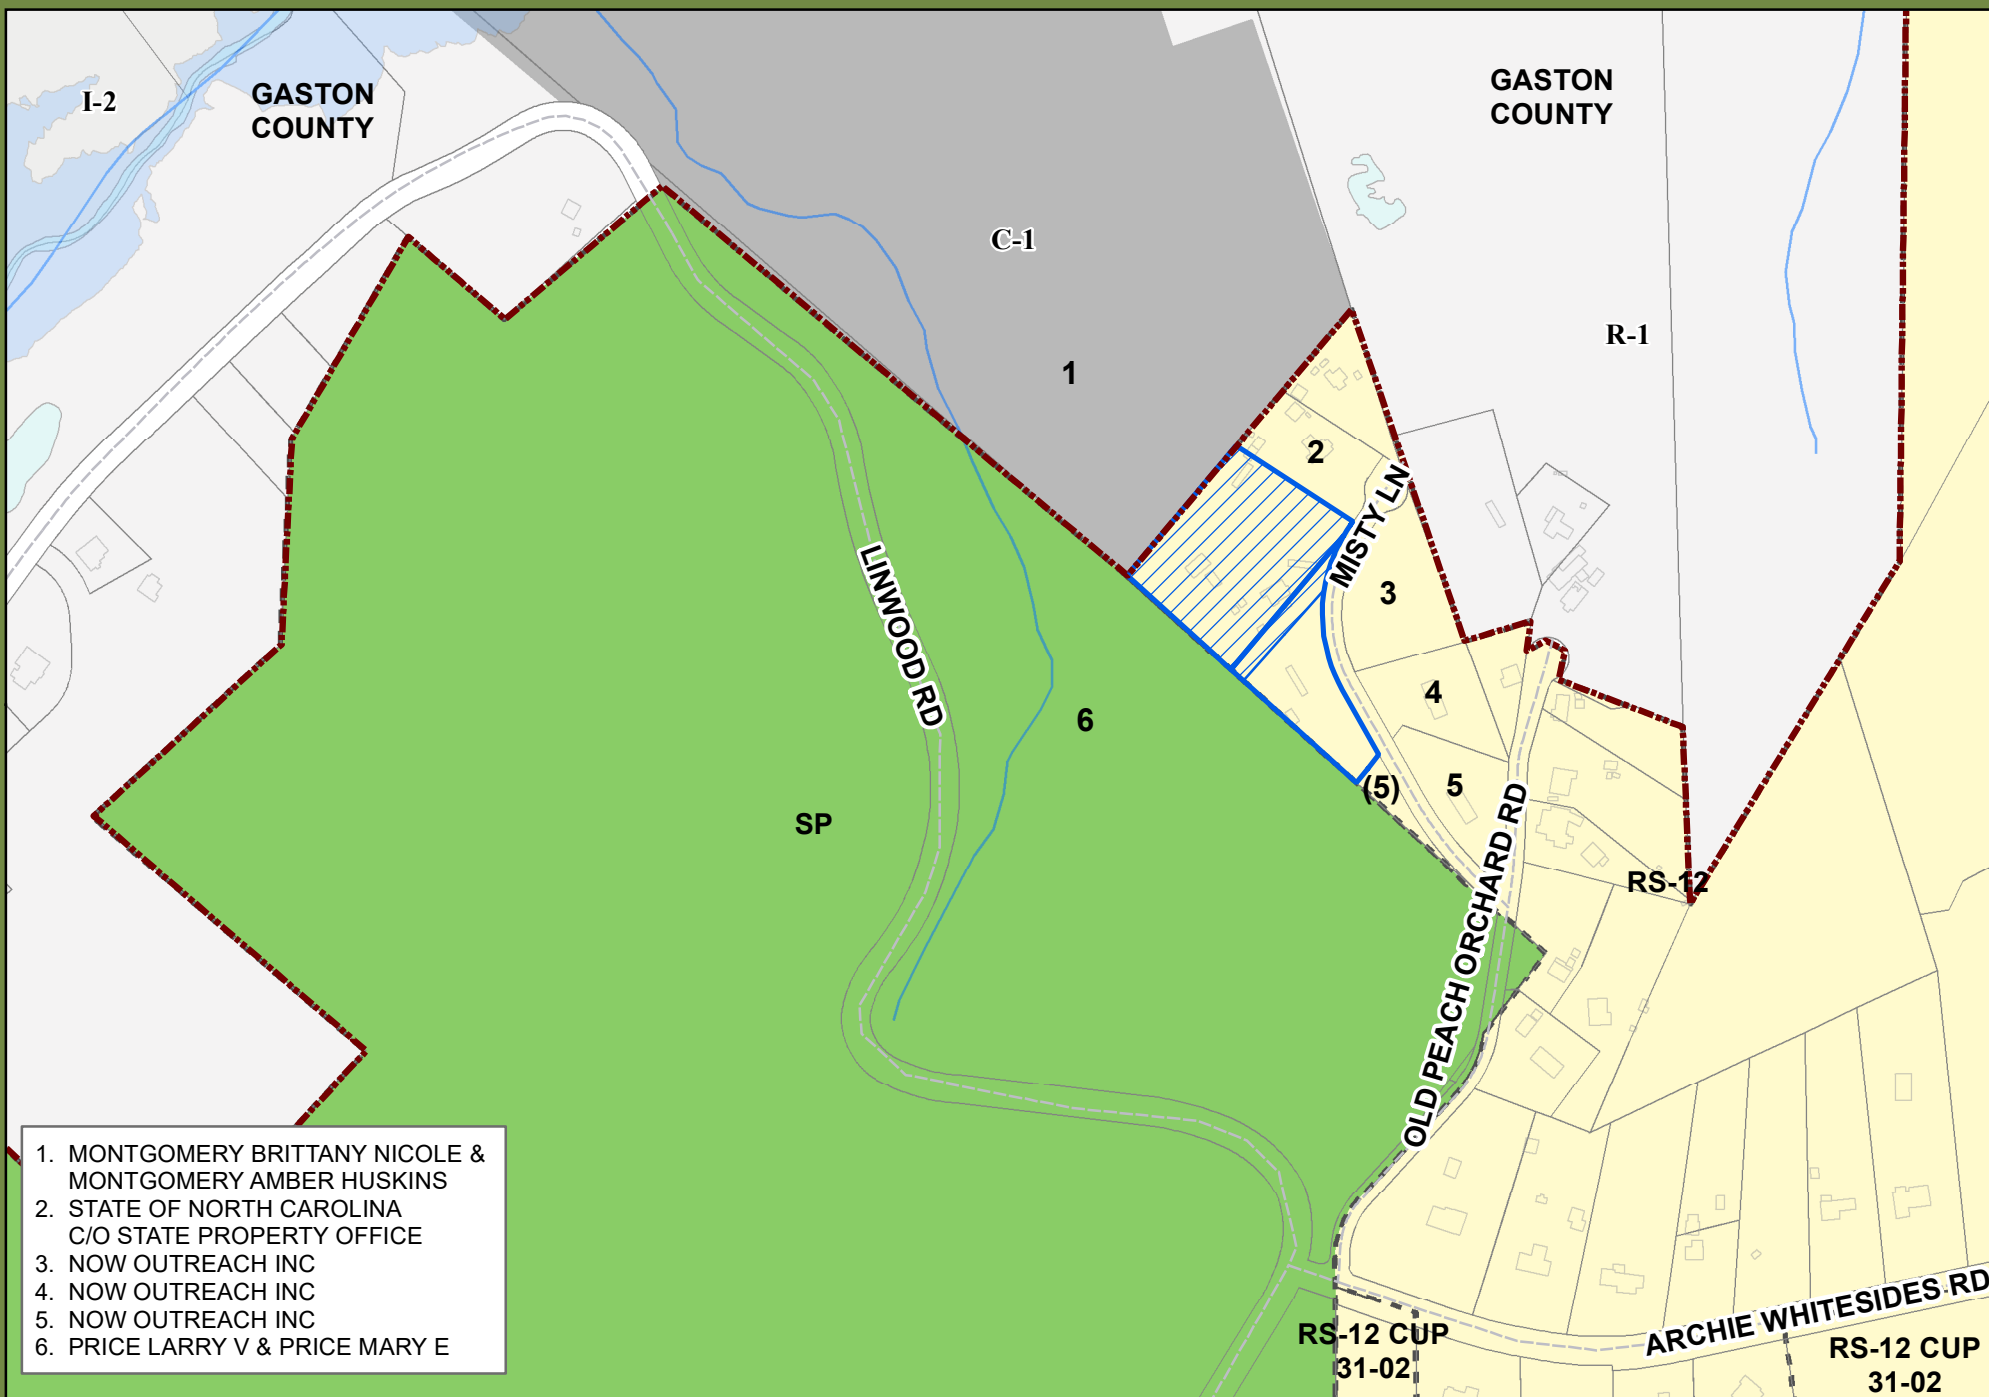 I-2
GASTON
COUNTY
GASTON
COUNTY
C-1
R-1
1
2
MISTY LN
3
LINWOOD RD
4
6
5
(5)
SP
OLD PEACH ORCHARD RD
RS-12
1. MONTGOMERY BRITTANY NICOLE &
MONTGOMERY AMBER HUSKINS
2. STATE OF NORTH CAROLINA
C/O STATE PROPERTY OFFICE
3. NOW OUTREACH INC
4. NOW OUTREACH INC
5. NOW OUTREACH INC
6. PRICE LARRY V & PRICE MARY E
RS-12 CUP
31-02
ARCHIE WHITESIDES RD
RS-12 CUP
31-02